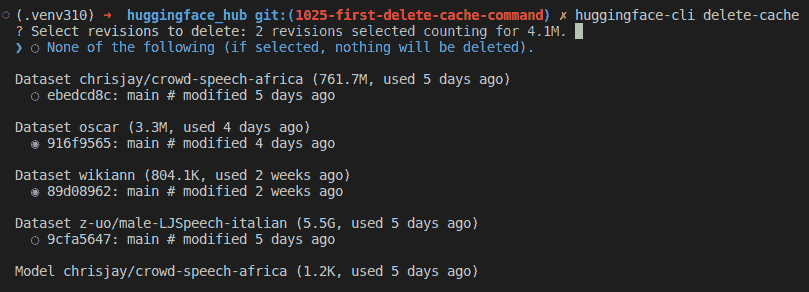 (.venv310) ➜ huggingface_hub git:(1025-first-delete-cache-command) ✗ huggingface-cli delete-cache
? Select revisions to delete: 2 revisions selected counting for 4.1M.
❯ ○ None of the following (if selected, nothing will be deleted).
Dataset chrisjay/crowd-speech-africa (761.7M, used 5 days ago)
○ ebedcd8c: main # modified 5 days ago
Dataset oscar (3.3M, used 4 days ago)
◉ 916f9565: main # modified 4 days ago
Dataset wikiann (804.1K, used 2 weeks ago)
◉ 89d08962: main # modified 2 weeks ago
Dataset z-uo/male-LJSpeech-italian (5.5G, used 5 days ago)
○ 9cfa5647: main # modified 5 days ago
Model chrisjay/crowd-speech-africa (1.2K, used 5 days ago)